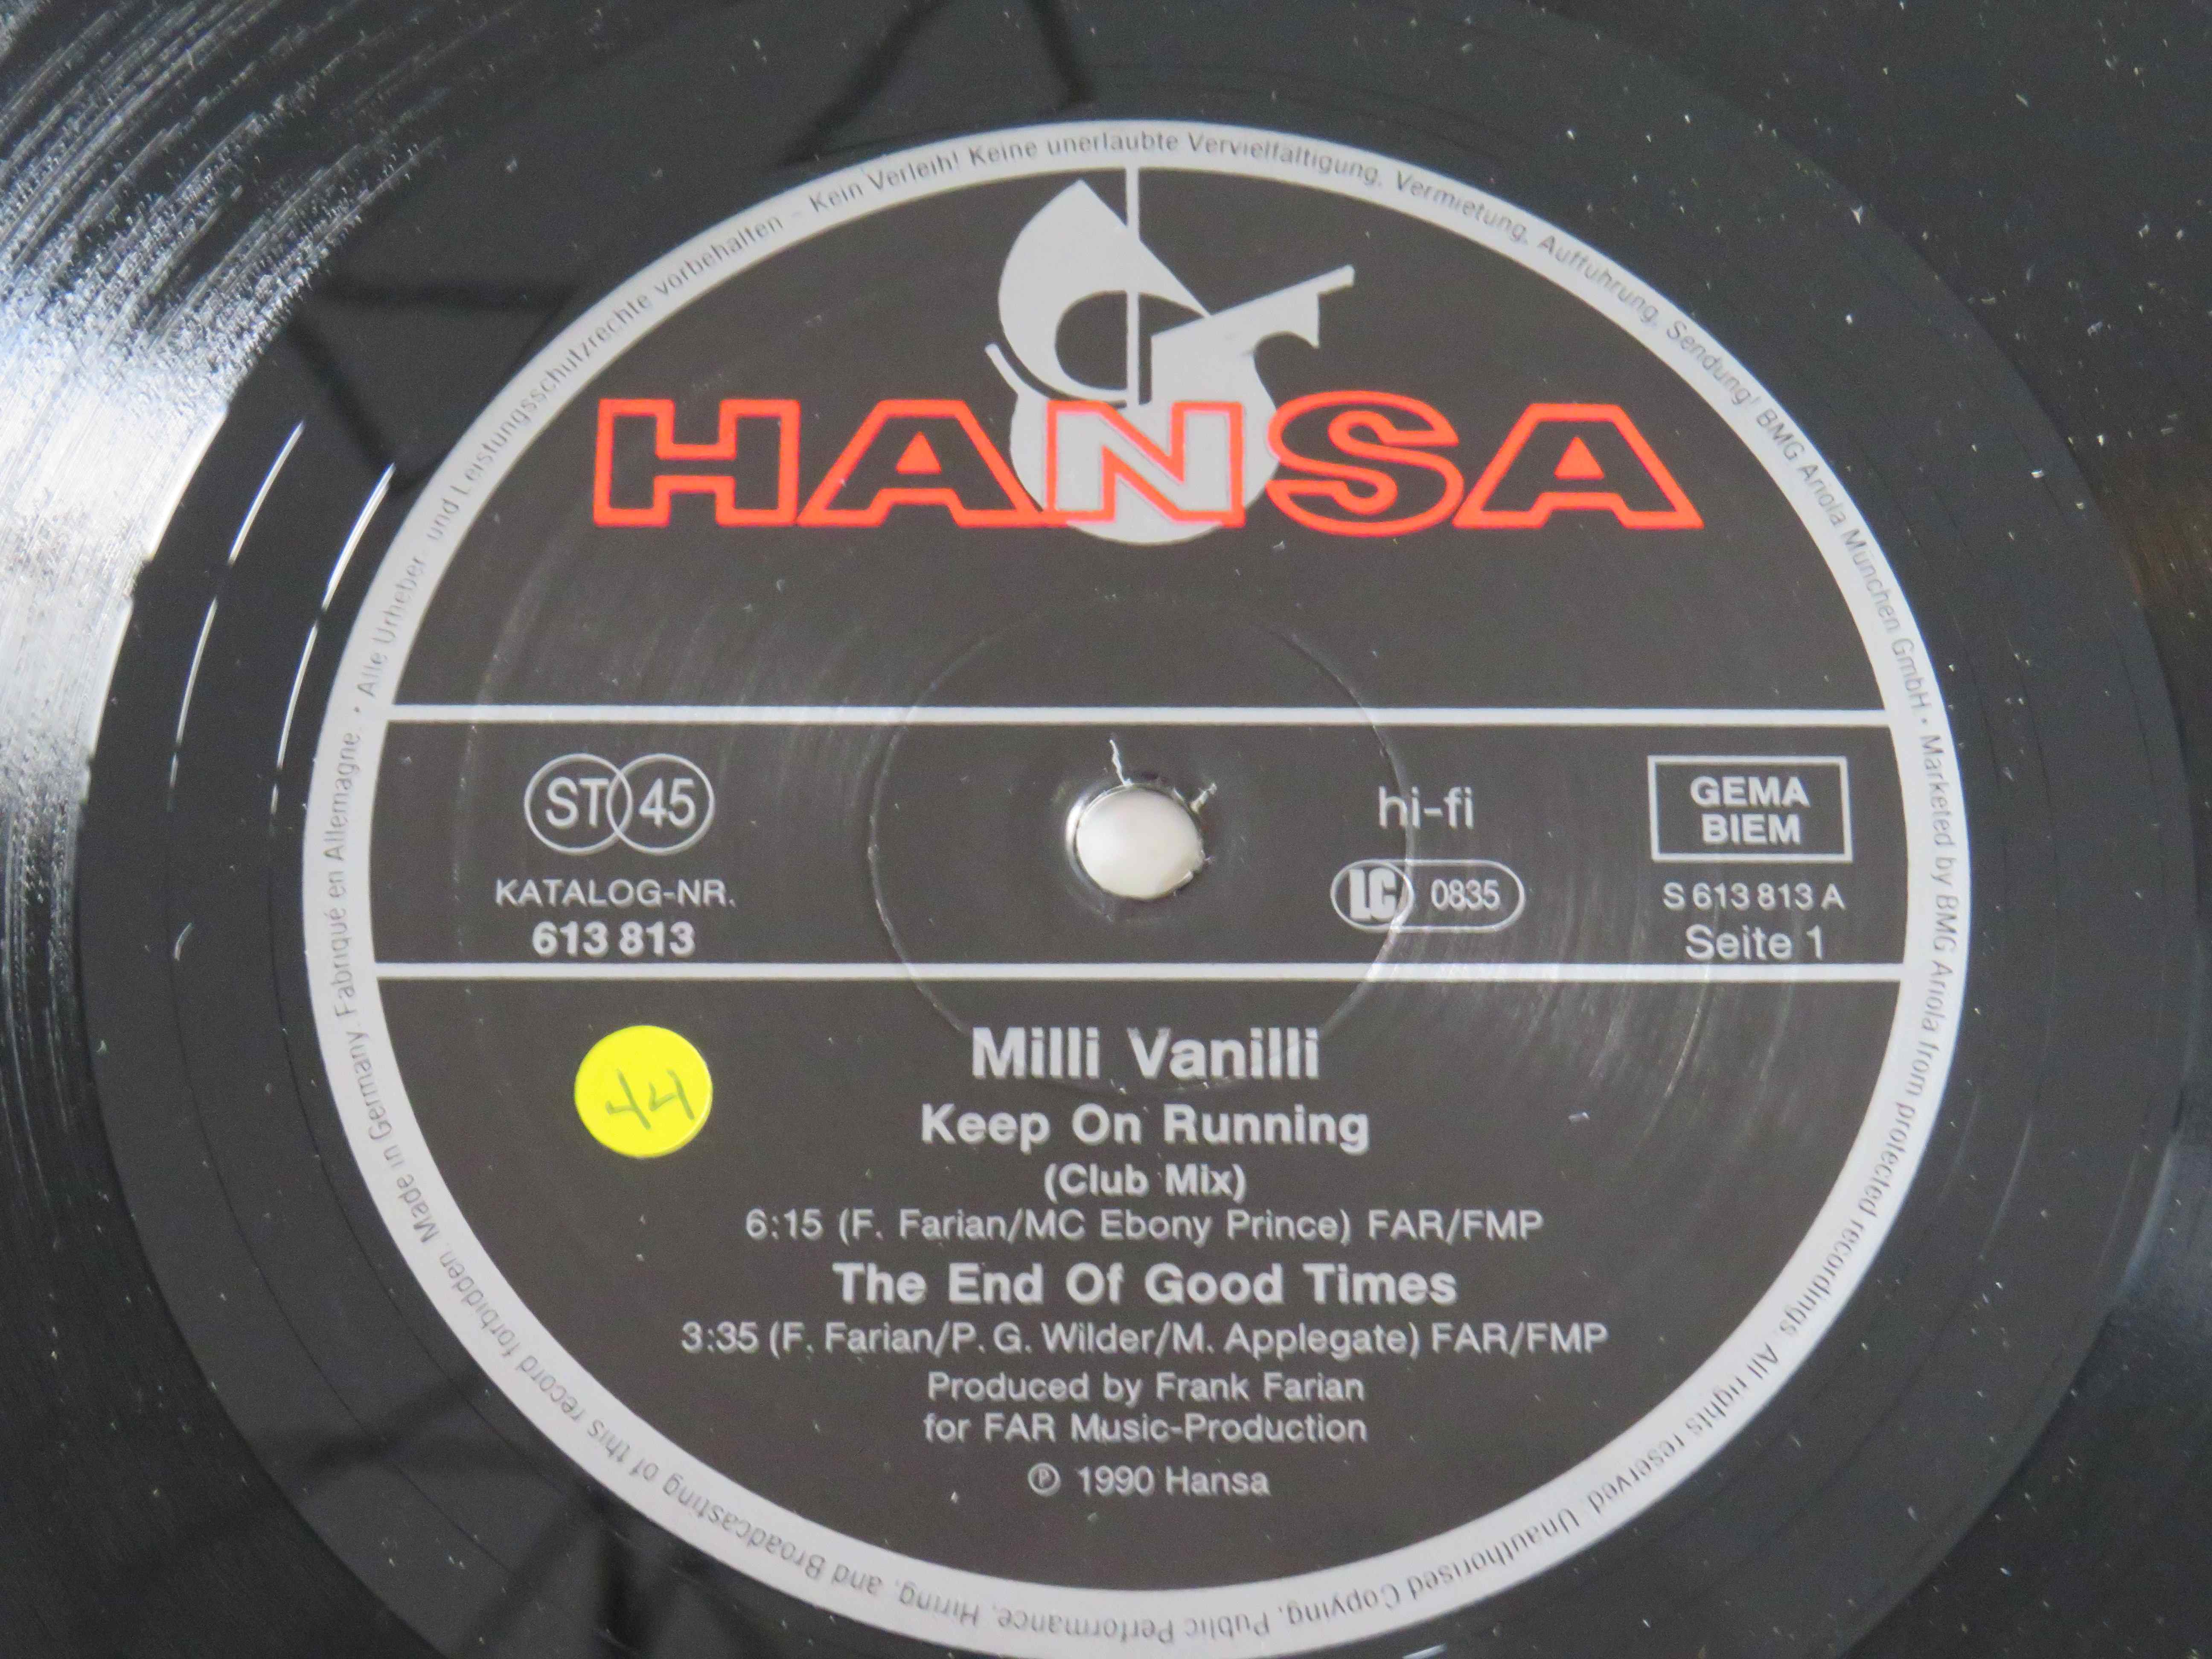 Alle Urheber- und Leistungsschutzrechte vorbehalten - Kein Verleih! Keine unerlaubte Vervielfältigung, Vermietung, Aufführung, Sendung! BMG Ariola München GmbH • Marketed by BMG Ariola from protected recordings. All rights reserved. Unauthorised Copying, Public Performance, Hiring, and Broadcasting of this record forbidden. Made in Germany. Fabriqué en Allemagne. •
HANSA
ST 45
KATALOG-NR.
613 813
hi-fi
LC 0835
GEMA
BIEM
S 613 813 A
Seite 1
44
Milli Vanilli
Keep On Running
(Club Mix)
6:15 (F. Farian/MC Ebony Prince) FAR/FMP
The End Of Good Times
3:35 (F. Farian/P. G. Wilder/M. Applegate) FAR/FMP
Produced by Frank Farian
for FAR Music-Production
℗ 1990 Hansa